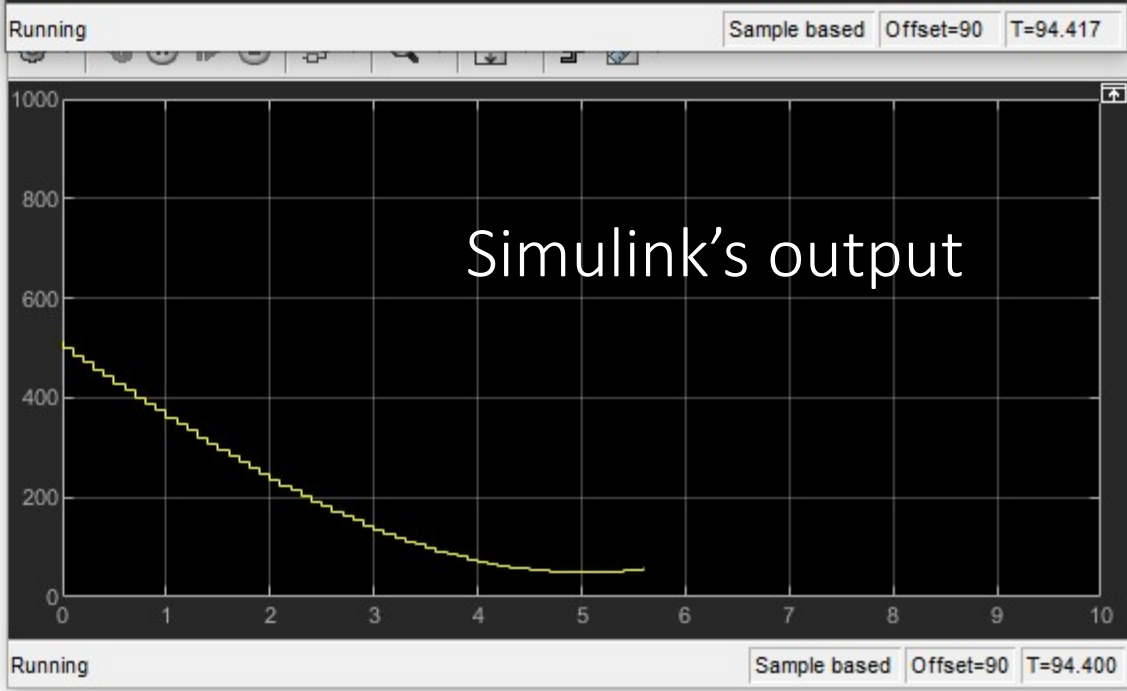 Running Sample based Offset=90 T=94.417
1000
800
Simulink’s output
600
400
200
0
0 1 2 3 4 5 6 7 8 9 10
Running Sample based Offset=90 T=94.400